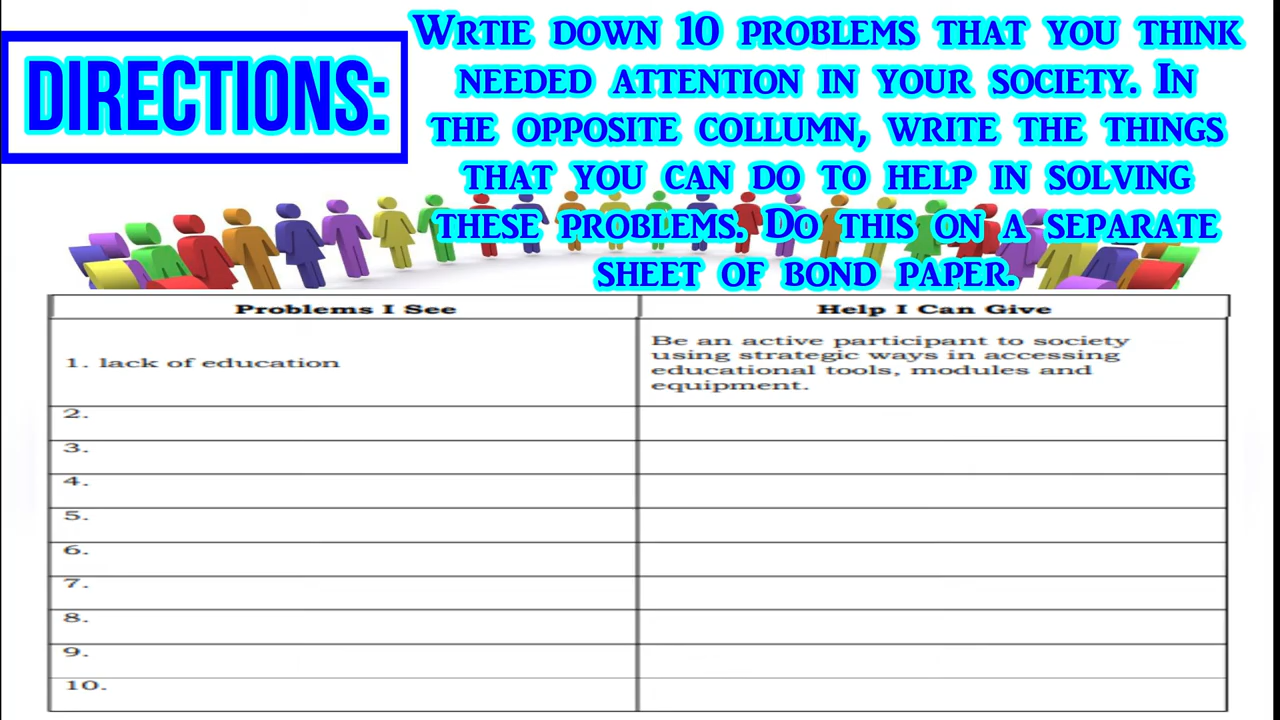 DIRECTIONS:
WRTIE DOWN 10 PROBLEMS THAT YOU THINK
NEEDED ATTENTION IN YOUR SOCIETY. IN
THE OPPOSITE COLLUMN, WRITE THE THINGS
THAT YOU CAN DO TO HELP IN SOLVING
THESE PROBLEMS. DO THIS ON A SEPARATE
SHEET OF BOND PAPER.
Problems I See
Help I Can Give
1. lack of education
Be an active participant to society
using strategic ways in accessing
educational tools, modules and
equipment.
2.
3.
4.
5.
6.
7.
8.
9.
10.